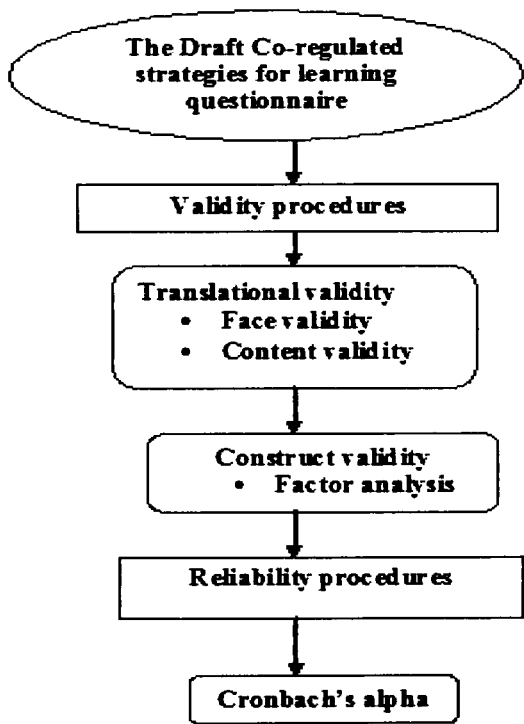 The Draft Co-regulated
strategies for learning
questionnaire
Validity procedures
Translational validity
• Face validity
• Content validity
Construct validity
• Factor analysis
Reliability procedures
Cronbach's alpha